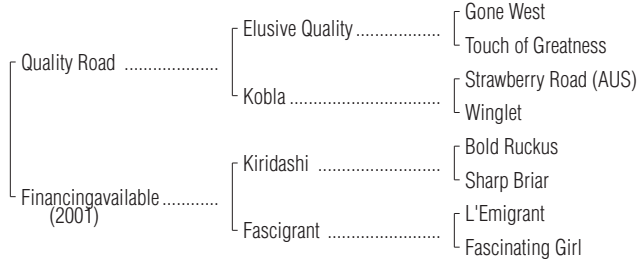 Gone West
Elusive Quality ..................
Touch of Greatness
Quality Road ....................
Strawberry Road (AUS)
Kobla ................................
Winglet
Bold Ruckus
Kiridashi ..........................
Sharp Briar
Financingavailable ............
(2001)
L'Emigrant
Fascigrant ........................
Fascinating Girl